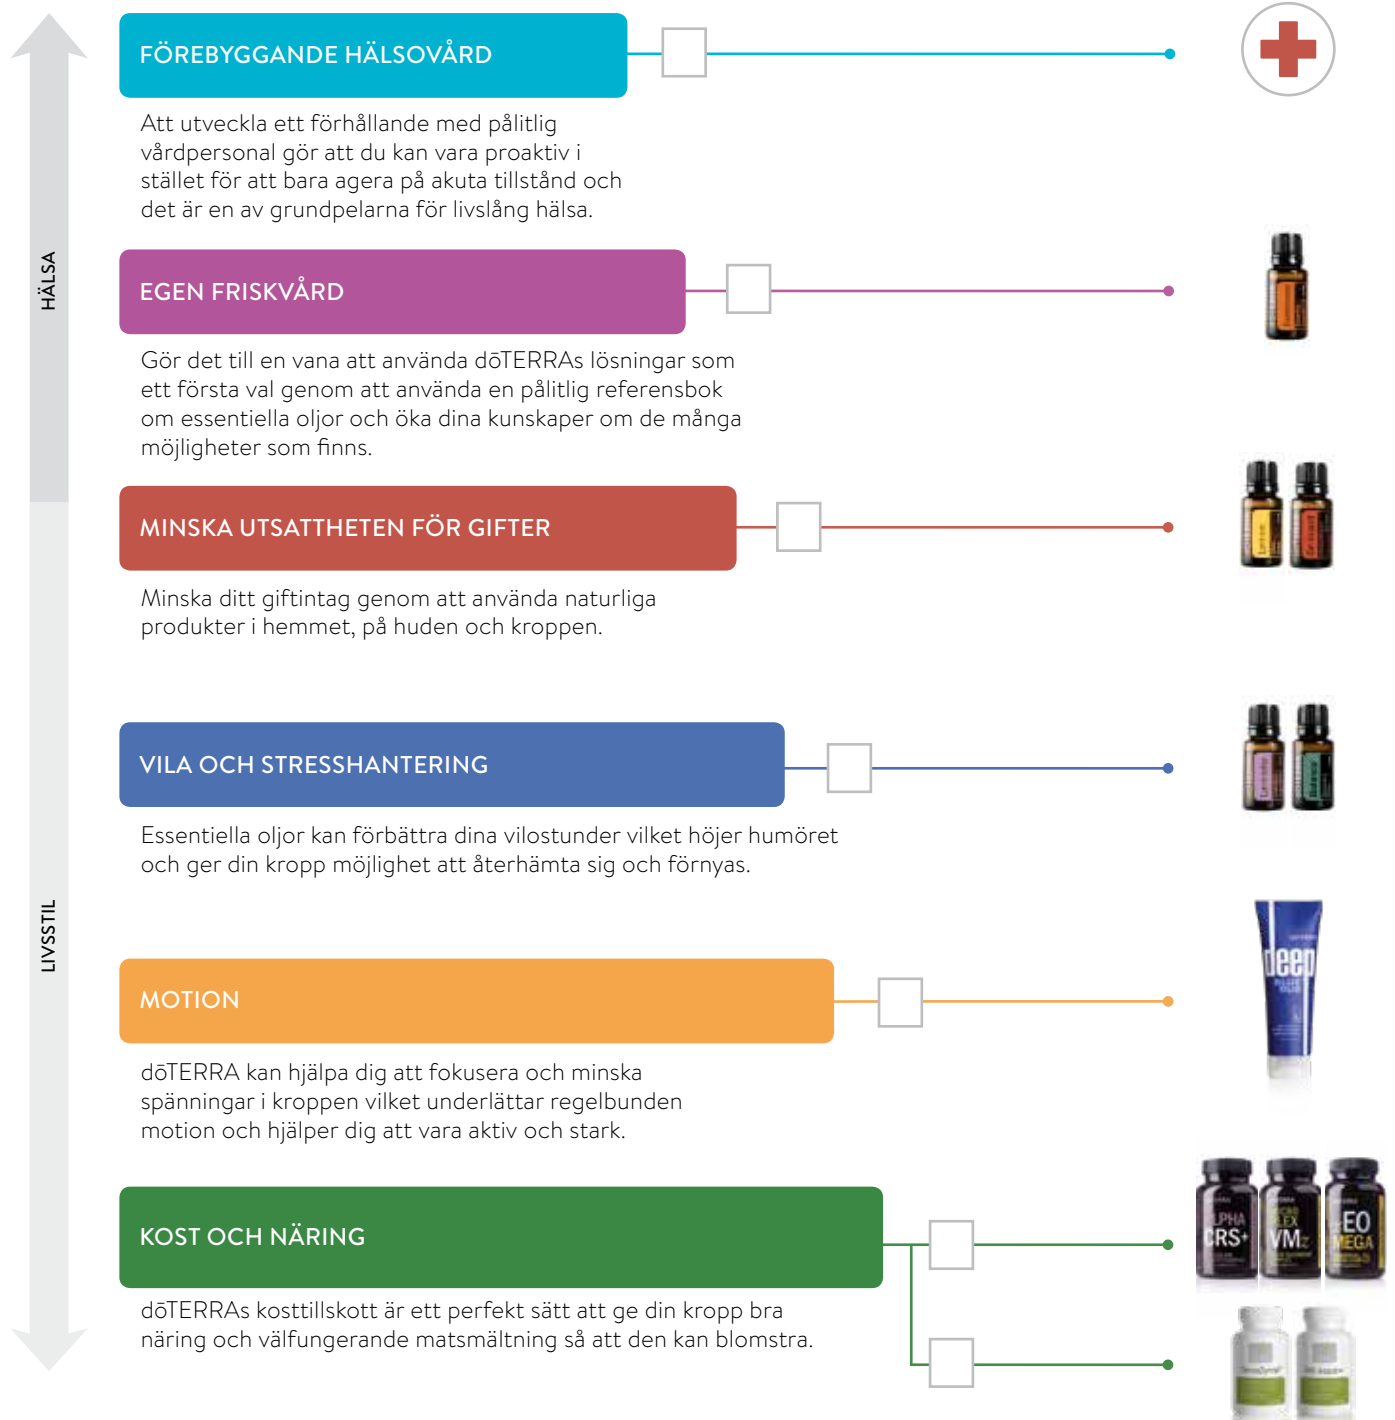 FÖREBYGGANDE HÄLSOVÅRD
Att utveckla ett förhållande med pålitlig
vårdpersonal gör att du kan vara proaktiv i
stället för att bara agera på akuta tillstånd och
det är en av grundpelarna för livslång hälsa.
HÄLSA
EGEN FRISKVÅRD
Gör det till en vana att använda dōTERRAs lösningar som
ett första val genom att använda en pålitlig referensbok
om essentiella oljor och öka dina kunskaper om de många
möjligheter som finns.
MINSKA UTSATTHETEN FÖR GIFTER
Minska ditt giftintag genom att använda naturliga
produkter i hemmet, på huden och kroppen.
VILA OCH STRESSHANTERING
Essentiella oljor kan förbättra dina vilostunder vilket höjer humöret
och ger din kropp möjlighet att återhämta sig och förnyas.
LIVSSTIL
deep
MOTION
dōTERRA kan hjälpa dig att fokusera och minska
spänningar i kroppen vilket underlättar regelbunden
motion och hjälper dig att vara aktiv och stark.
CRS+
VMz
EO
MEGA
KOST OCH NÄRING
dōTERRAs kosttillskott är ett perfekt sätt att ge din kropp bra
näring och välfungerande matsmältning så att den kan blomstra.